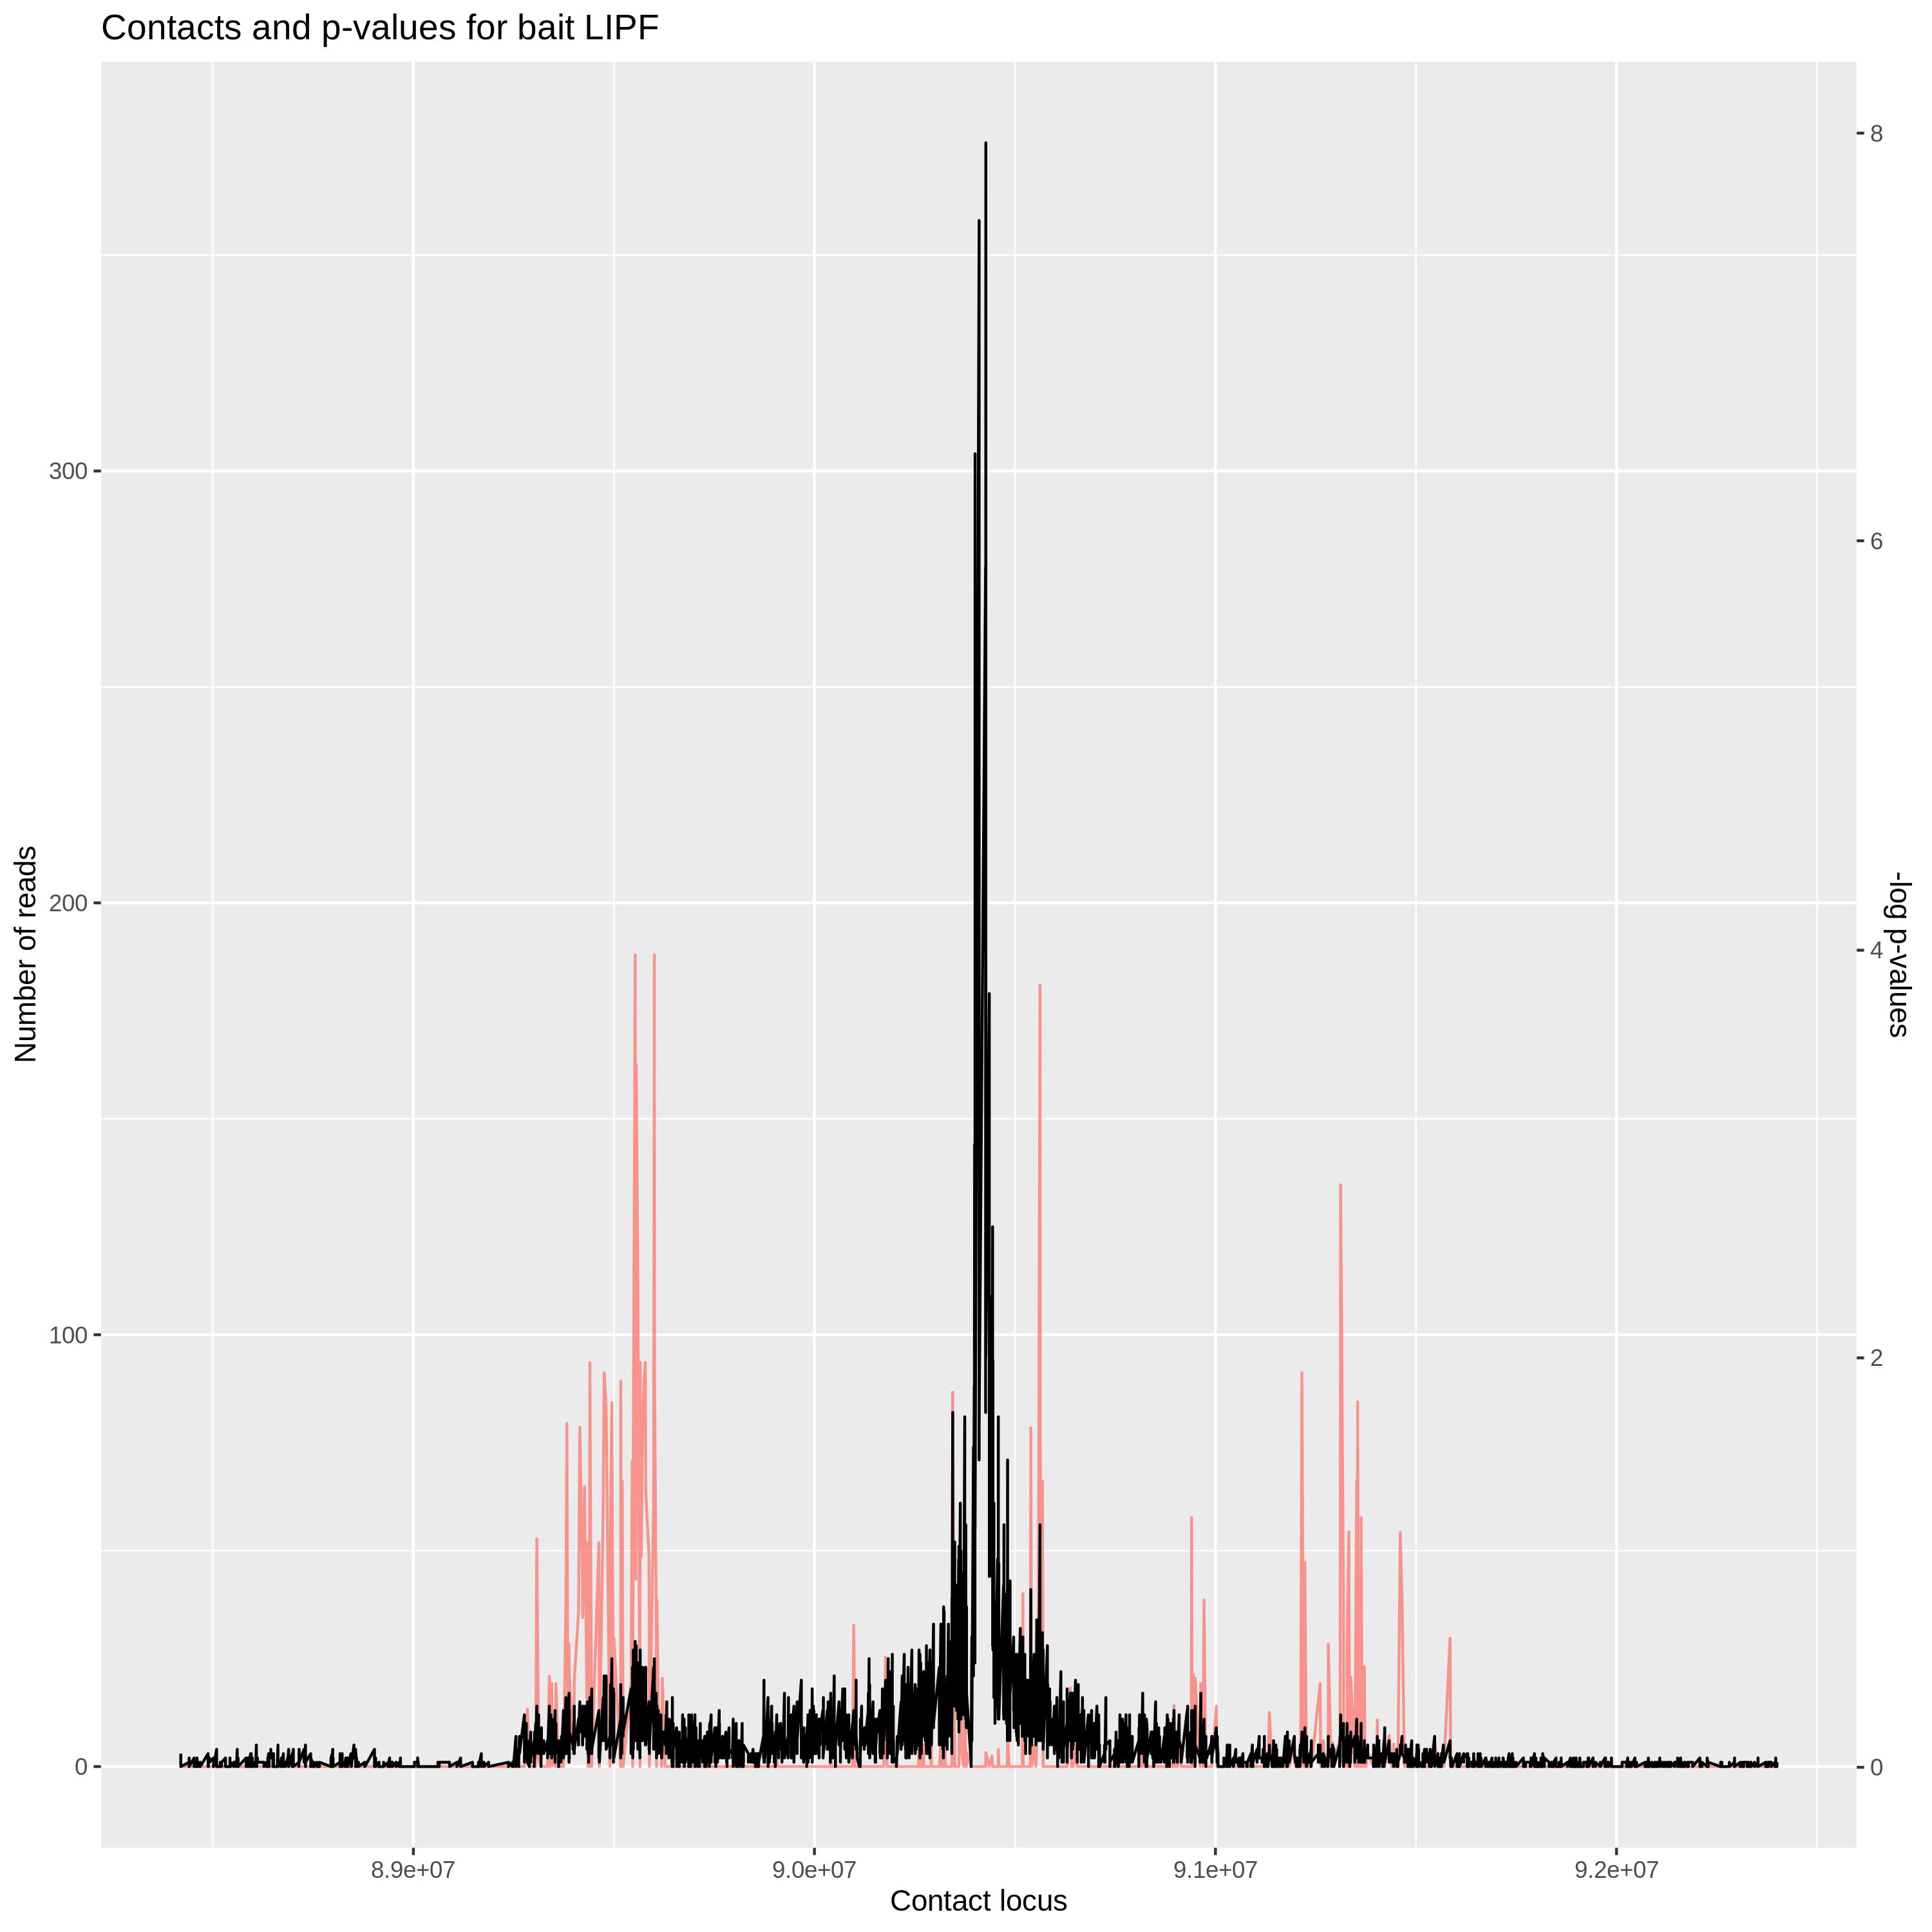 Contacts and p-values for bait LIPF
Number of reads
300
200
100
0
8
6
4
2
0
-log p-values
8.9e+07
9.0e+07
9.1e+07
9.2e+07
Contact locus